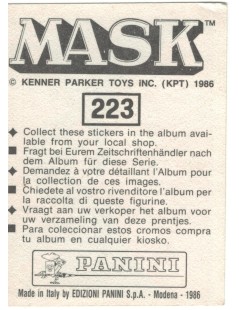 MASK™
© KENNER PARKER TOYS INC. (KPT) 1986
223
◆ Collect these stickers in the album avai-
lable from your local shop.
■ Fragt bei Eurem Zeitschriftenhändler nach
dem Album für diese Serie.
◆ Demandez à votre détaillant l'Album pour
la collection de ces images.
■ Chiedete al vostro rivenditore l'album per
la raccolta di queste figurine.
◆ Vraagt aan uw verkoper het album voor
uw verzameling van deze prentjes.
■ Para coleccionar estos cromos compra
tu album en cualquier kiosko.
PANINI
Made in Italy by EDIZIONI PANINI S.p.A. - Modena - 1986